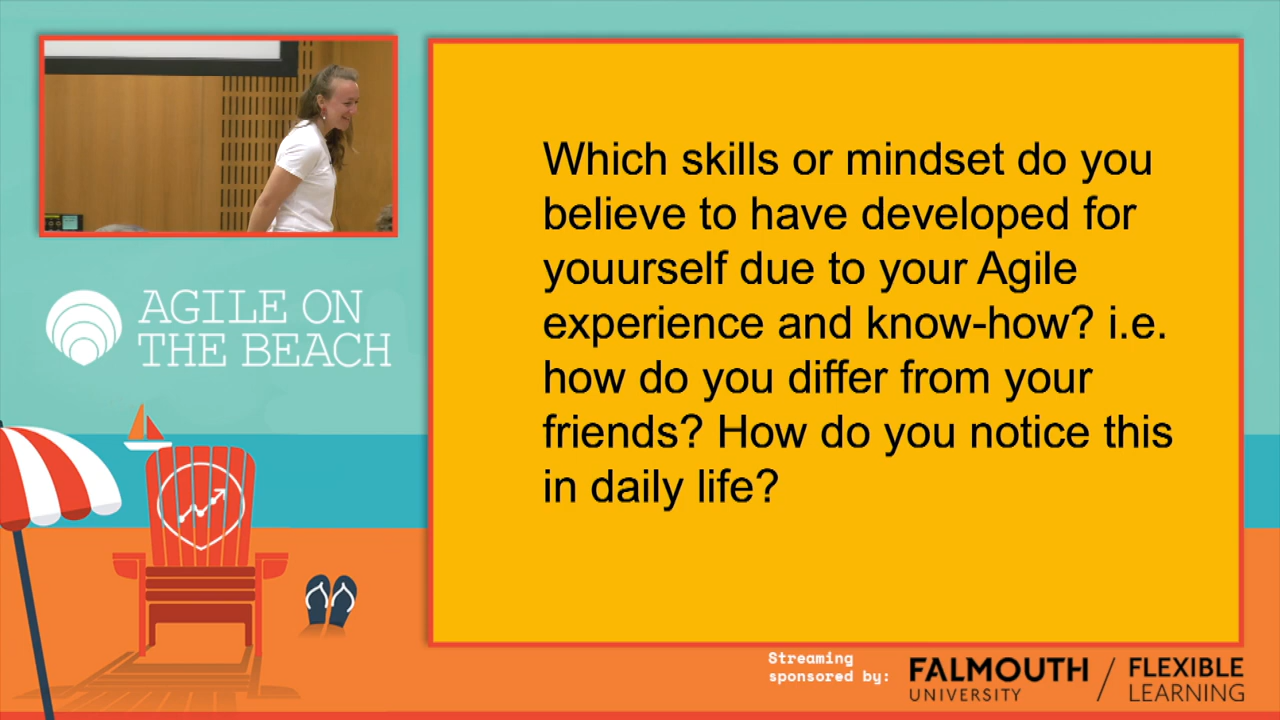 AGILE ON
THE BEACH
Which skills or mindset do you
believe to have developed for
youurself due to your Agile
experience and know-how? i.e.
how do you differ from your
friends? How do you notice this
in daily life?
Streaming
sponsored by:
FALMOUTH
UNIVERSITY
/
FLEXIBLE
LEARNING